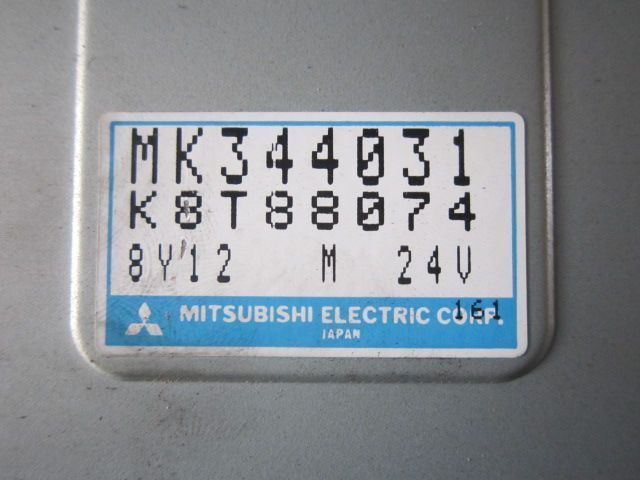 MK344031
K8T88074
8Y12 M 24V
MITSUBISHI ELECTRIC CORP.
161
JAPAN